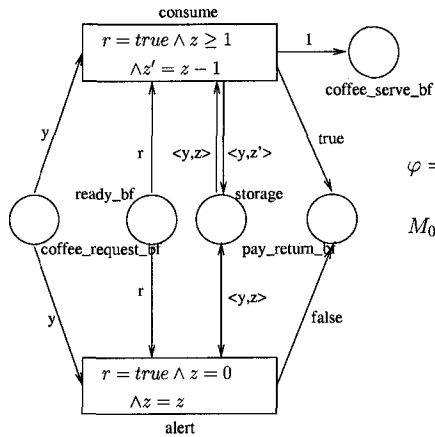 consume
r = true ∧ z ≥ 1
∧z' = z − 1
1
coffee_serve_bf
y
r
<y,z>
<y,z'>
true
φ =
ready_bf
storage
M₀
coffee_request_bf
pay_return_bf
y
r
<y,z>
false
r = true ∧ z = 0
∧z = z
alert